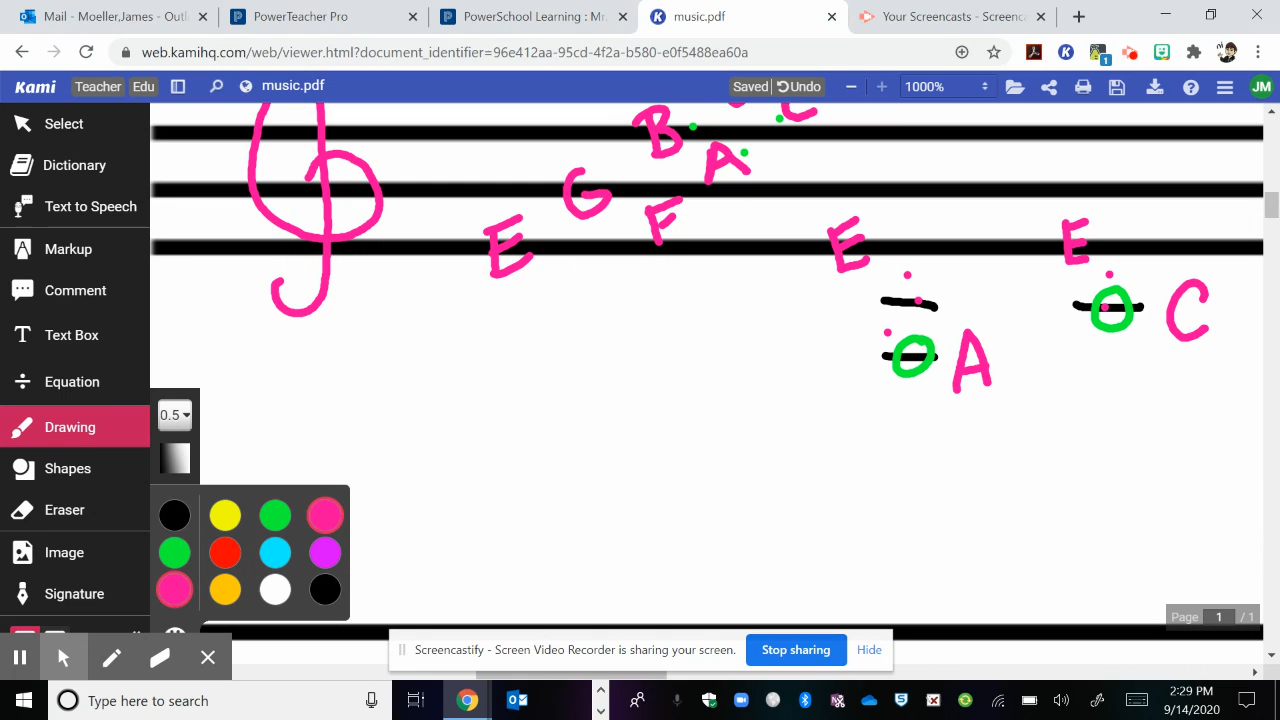 Mail - Moeller,James - Outl
PowerTeacher Pro
PowerSchool Learning : Mr.
music.pdf
Your Screencasts - Screenc
web.kamihq.com/web/viewer.html?document_identifier=96e412aa-95cd-4f2a-b580-e0f5488ea60a
1
Kami Teacher Edu music.pdf Saved Undo 1000% JM
Select
Dictionary
Text to Speech
Markup
Comment
Text Box
Equation
Drawing
Shapes
Eraser
Image
Signature
0.5
B A
G F
E E E
C
A
Page 1 / 1
Screencastify - Screen Video Recorder is sharing your screen. Stop sharing Hide
Type here to search
2:29 PM
9/14/2020